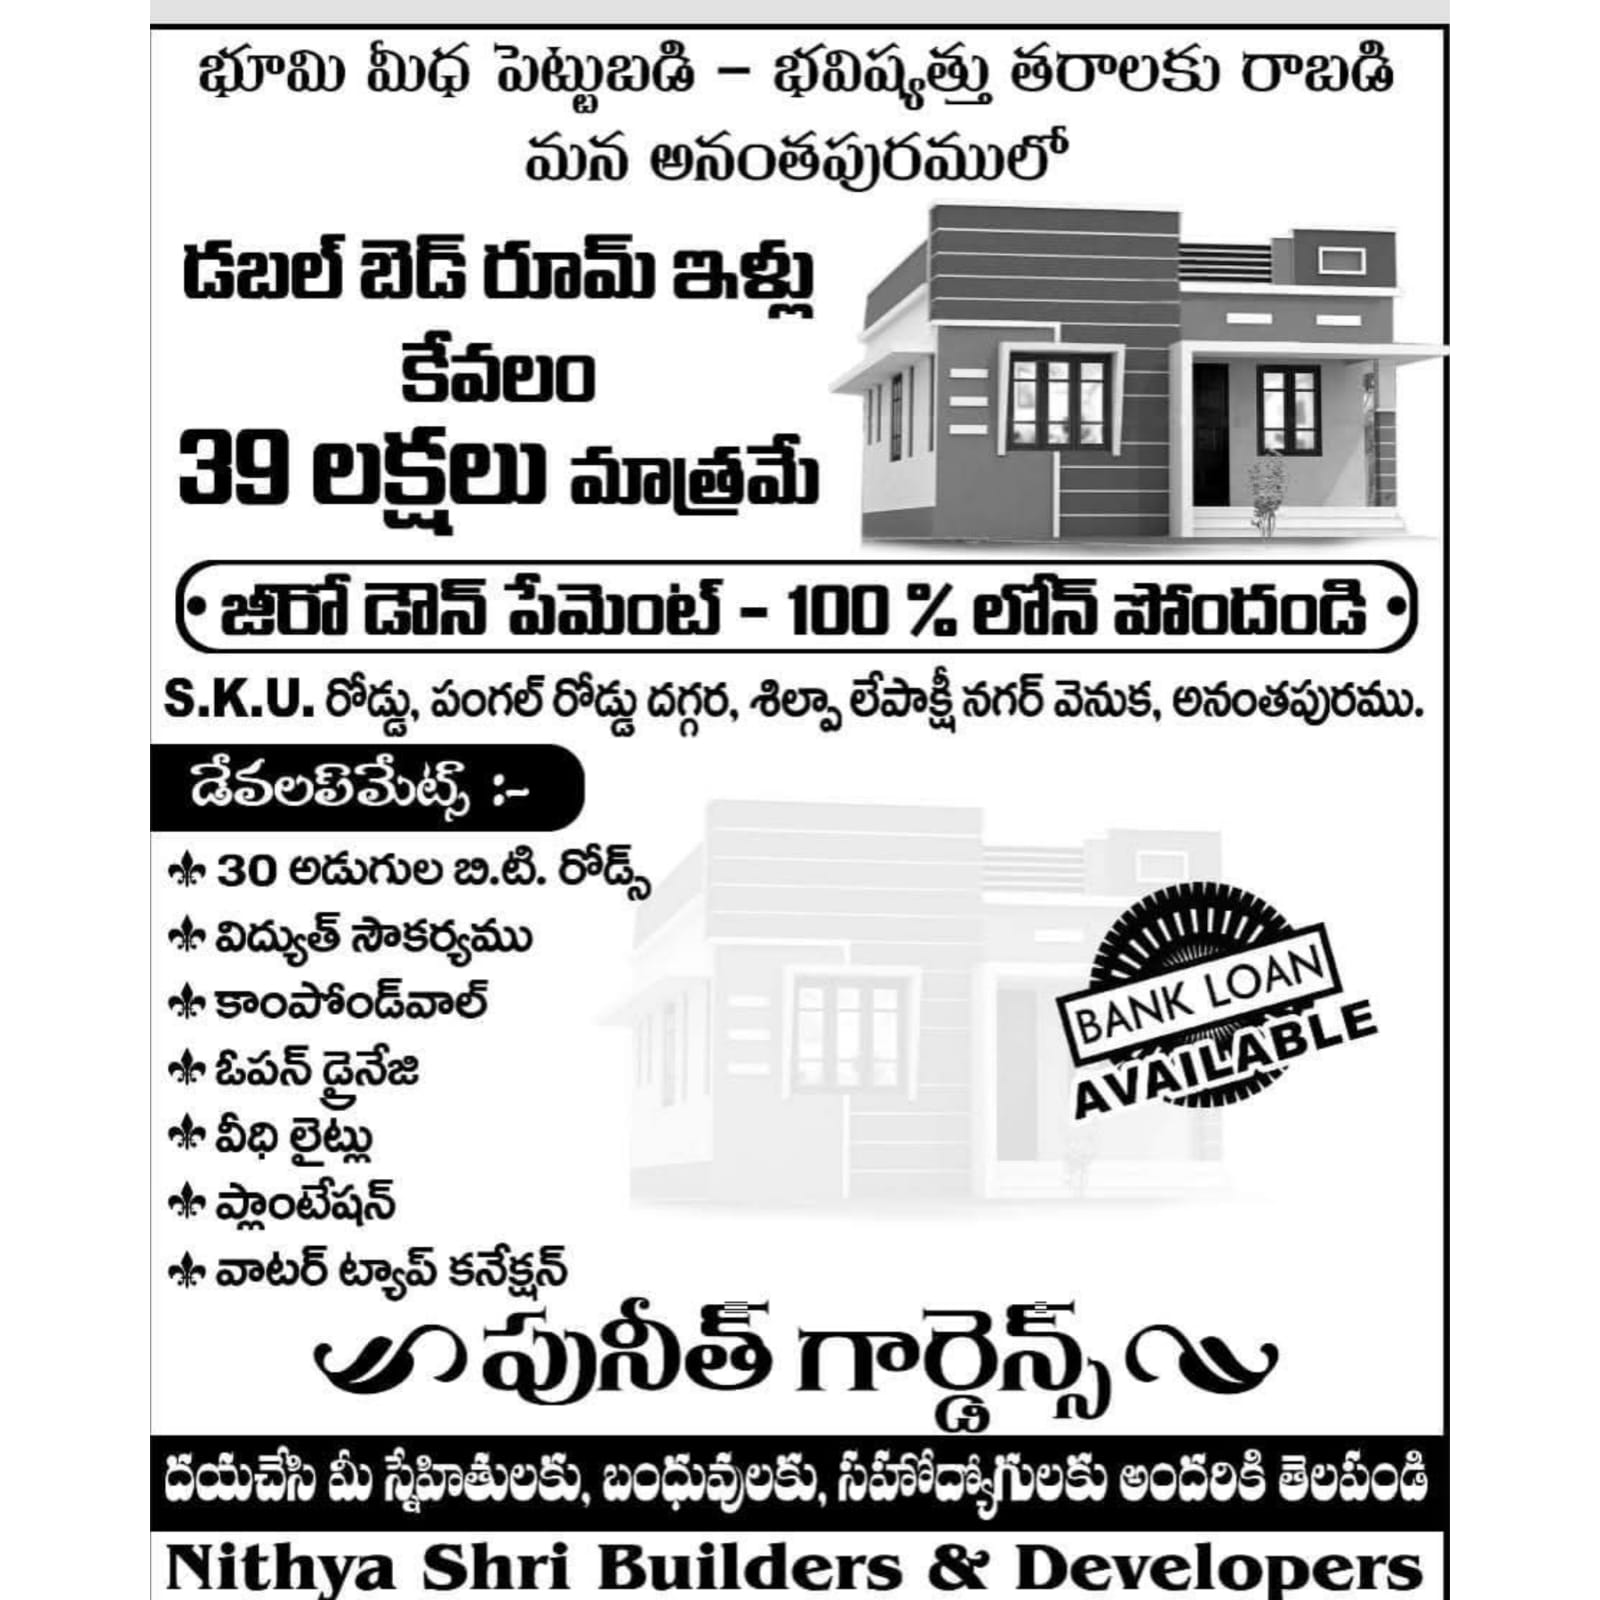 భూమి మీధ పెట్టుబడి – భవిష్యత్తు తరాలకు రాబడి
మన అనంతపురములో
డబల్ బెడ్ రూమ్ ఇళ్లు
కేవలం
39 లక్షలు మాత్రమే
• జీరో డౌన్ పేమెంట్ - 100 % లోన్ పోందండి •
S.K.U. రోడ్డు, పంగల్ రోడ్డు దగ్గర, శిల్పా లేపాక్షీ నగర్ వెనుక, అనంతపురము.
డేవలప్‌మేట్స్ :-
30 అడుగుల బి.టి. రోడ్స్
విద్యుత్ సౌకర్యము
కాంపోండ్‌వాల్
ఓపన్ డ్రైనేజి
వీధి లైట్లు
ప్లాంటేషన్
వాటర్ ట్యాప్ కనేక్షన్
BANK LOAN
AVAILABLE
పునీత్ గార్డెన్స్
దయచేసి మీ స్నేహితులకు, బంధువులకు, సహోద్యోగులకు అందరికి తెలపండి
Nithya Shri Builders & Developers